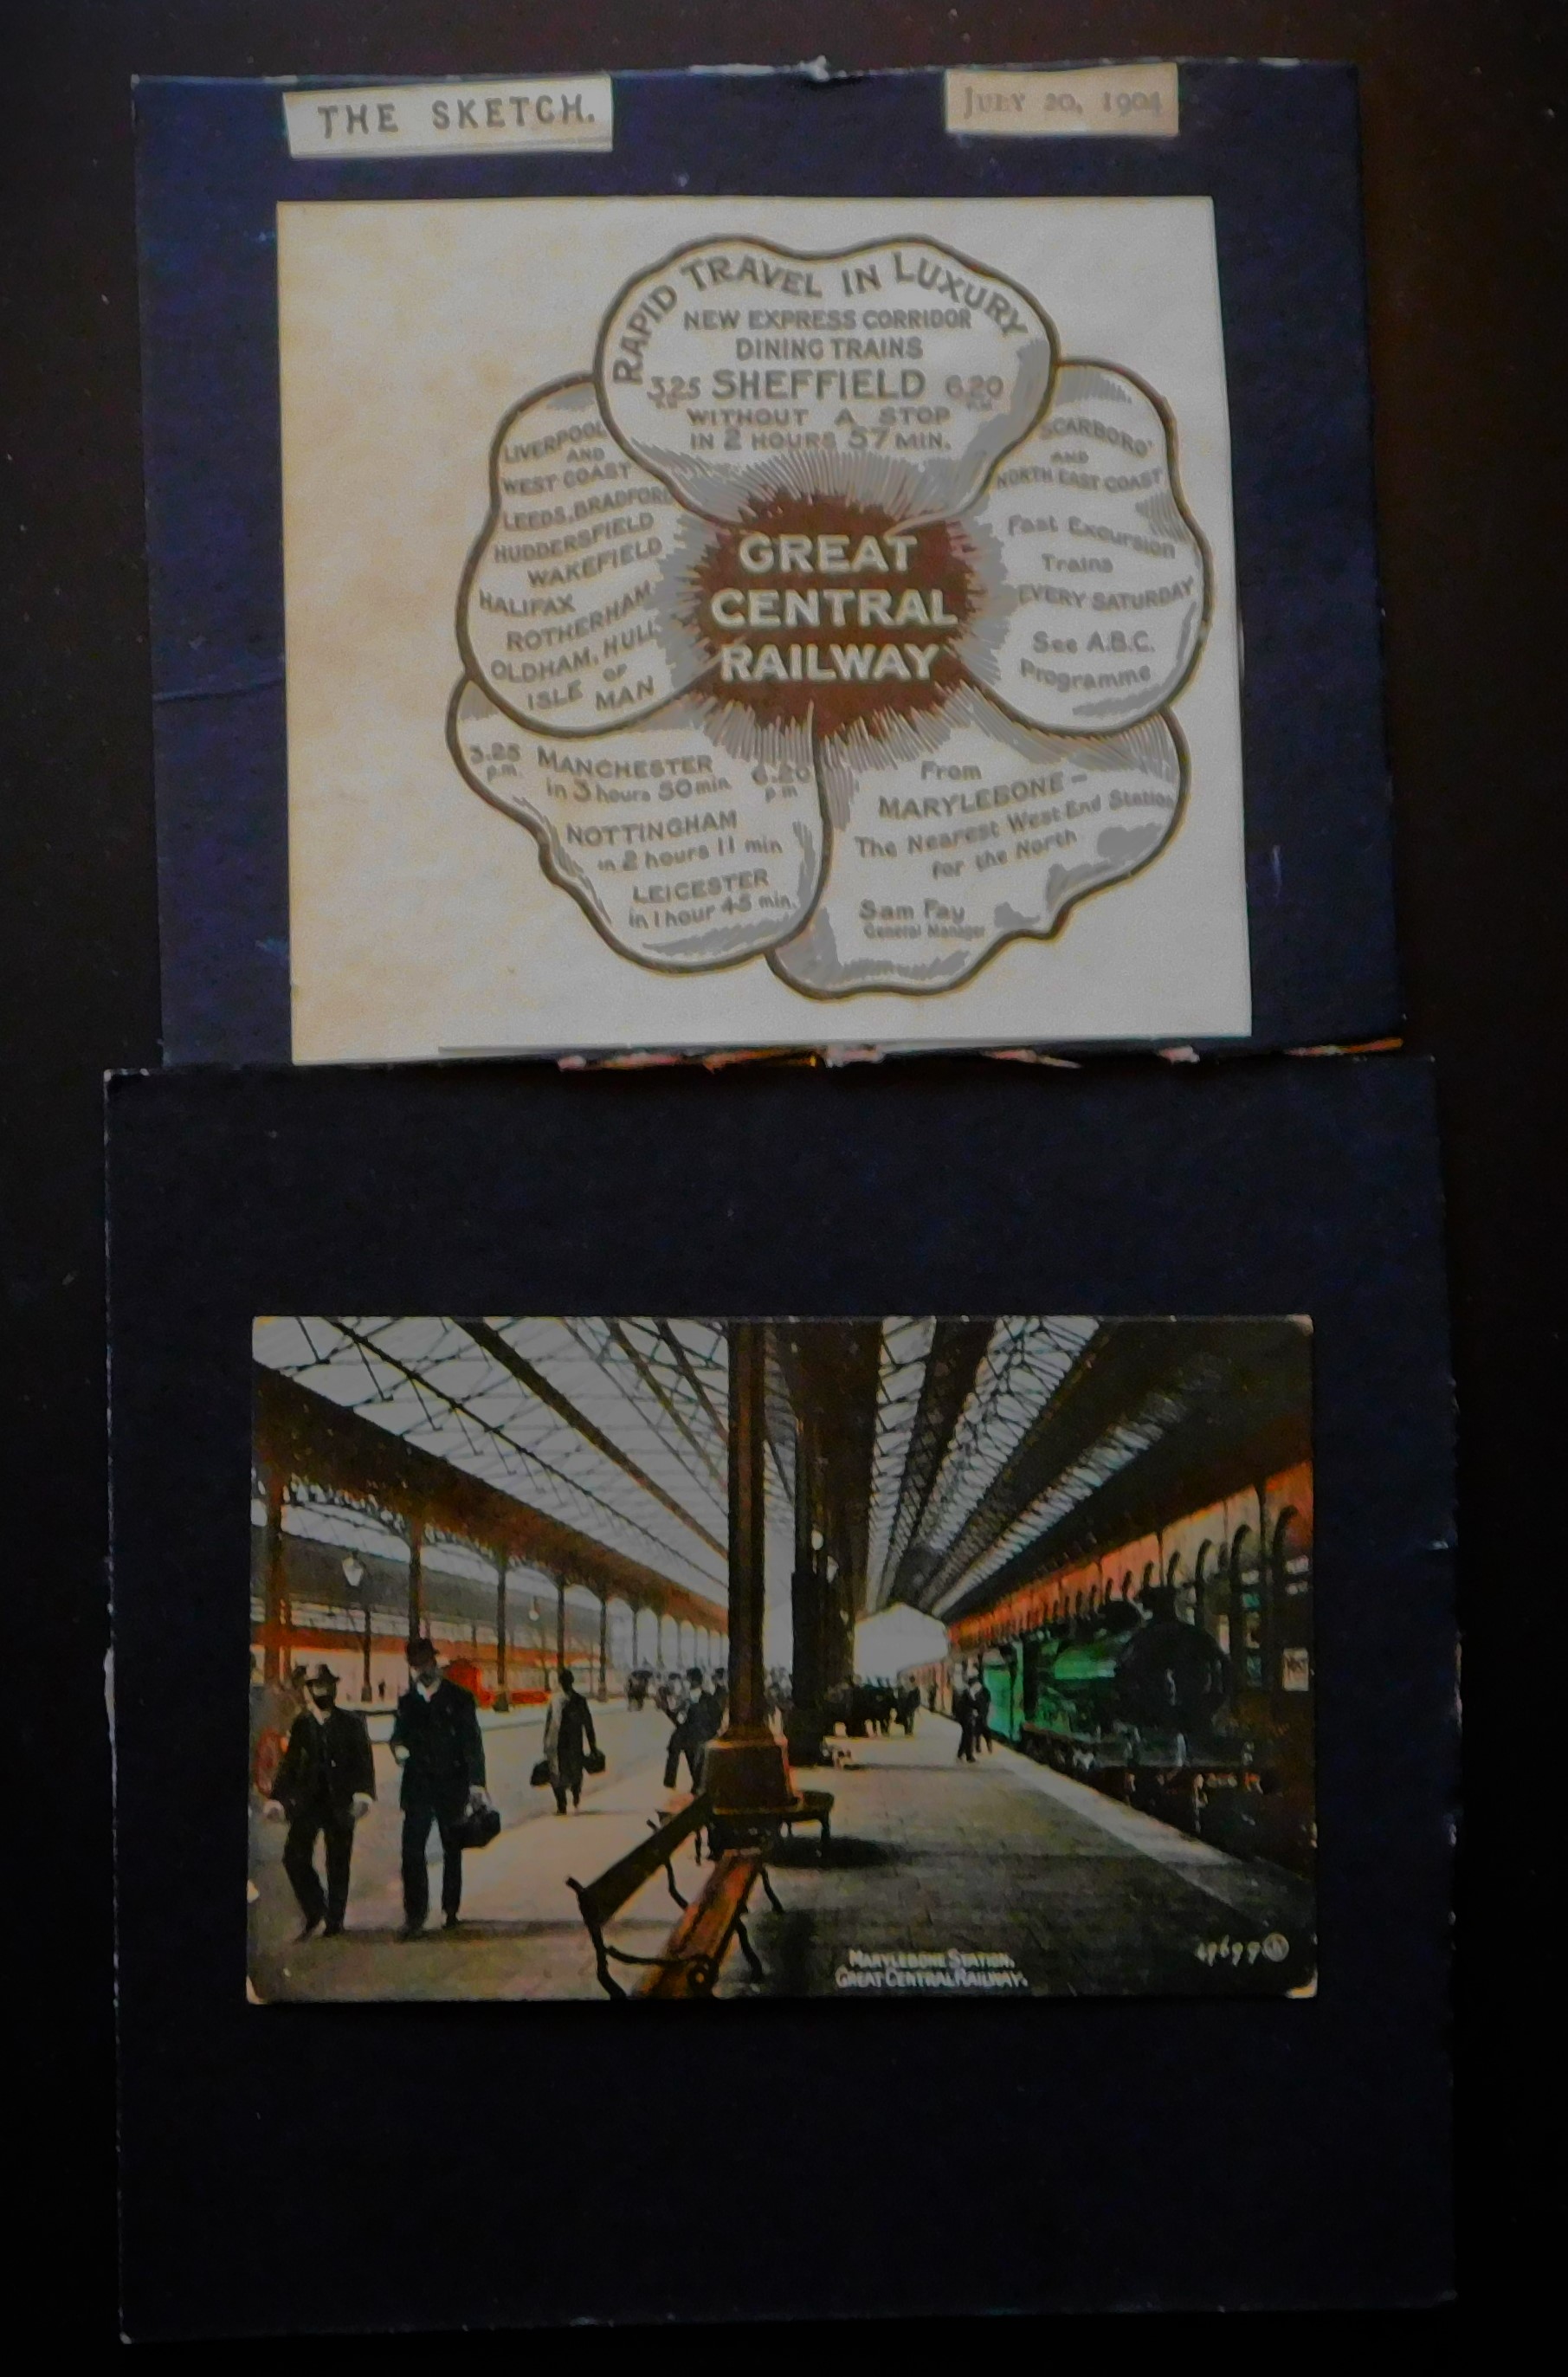 THE SKETCH.
JULY 20, 1904
RAPID TRAVEL IN LUXURY
NEW EXPRESS CORRIDOR
DINING TRAINS
3.25 SHEFFIELD 6.20
WITHOUT A STOP
IN 2 HOURS 57 MIN.
LIVERPOOL
AND
WEST COAST
LEEDS, BRADFORD
HUDDERSFIELD
WAKEFIELD
HALIFAX
ROTHERHAM
OLDHAM, HULL
ISLE OF MAN
GREAT
CENTRAL
RAILWAY
SCARBORO'
AND
NORTH EAST COAST
Fast Excursion
Trains
EVERY SATURDAY
See A.B.C.
Programme
3.25 p.m. MANCHESTER 6.20 p.m
in 3 hours 50 min.
NOTTINGHAM
in 2 hours 11 min
LEICESTER
in 1 hour 45 min.
From
MARYLEBONE -
The Nearest West End Station
for the North
Sam Fay
General Manager
MARYLEBONE STATION.
GREAT CENTRAL RAILWAY.
49699